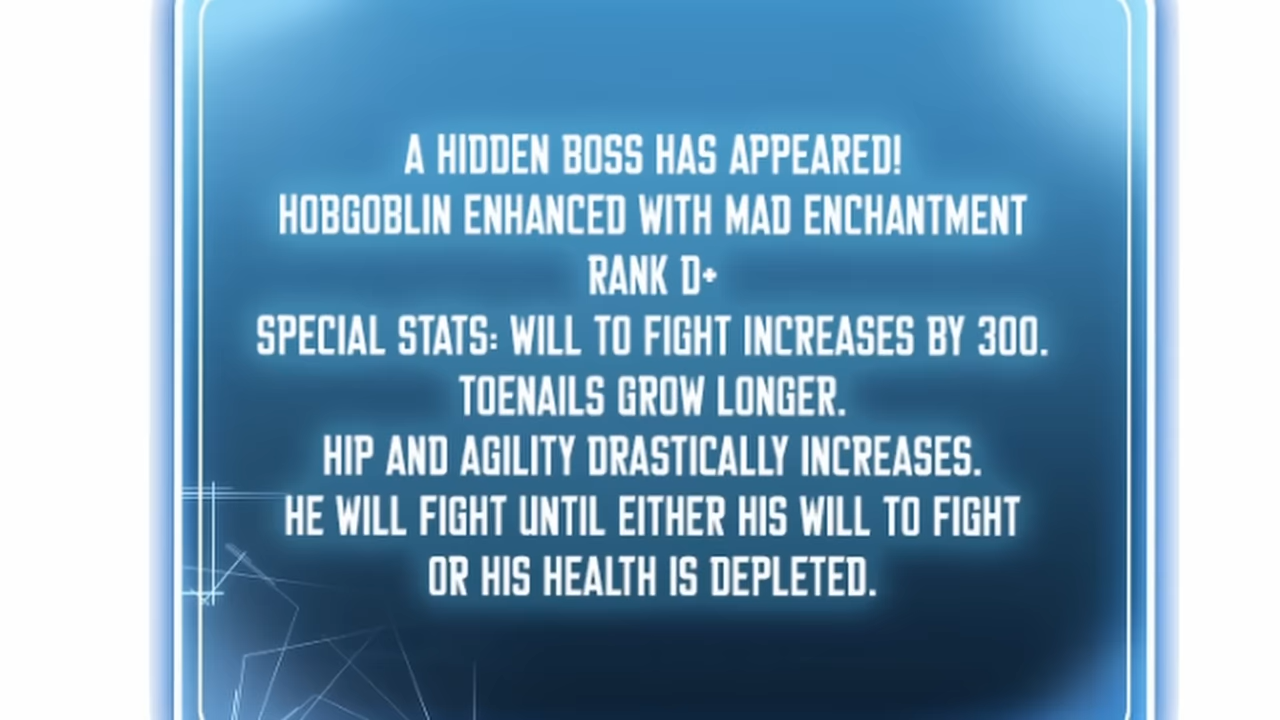 A HIDDEN BOSS HAS APPEARED!
HOBGOBLIN ENHANCED WITH MAD ENCHANTMENT
RANK D+
SPECIAL STATS: WILL TO FIGHT INCREASES BY 300.
TOENAILS GROW LONGER.
HIP AND AGILITY DRASTICALLY INCREASES.
HE WILL FIGHT UNTIL EITHER HIS WILL TO FIGHT
OR HIS HEALTH IS DEPLETED.